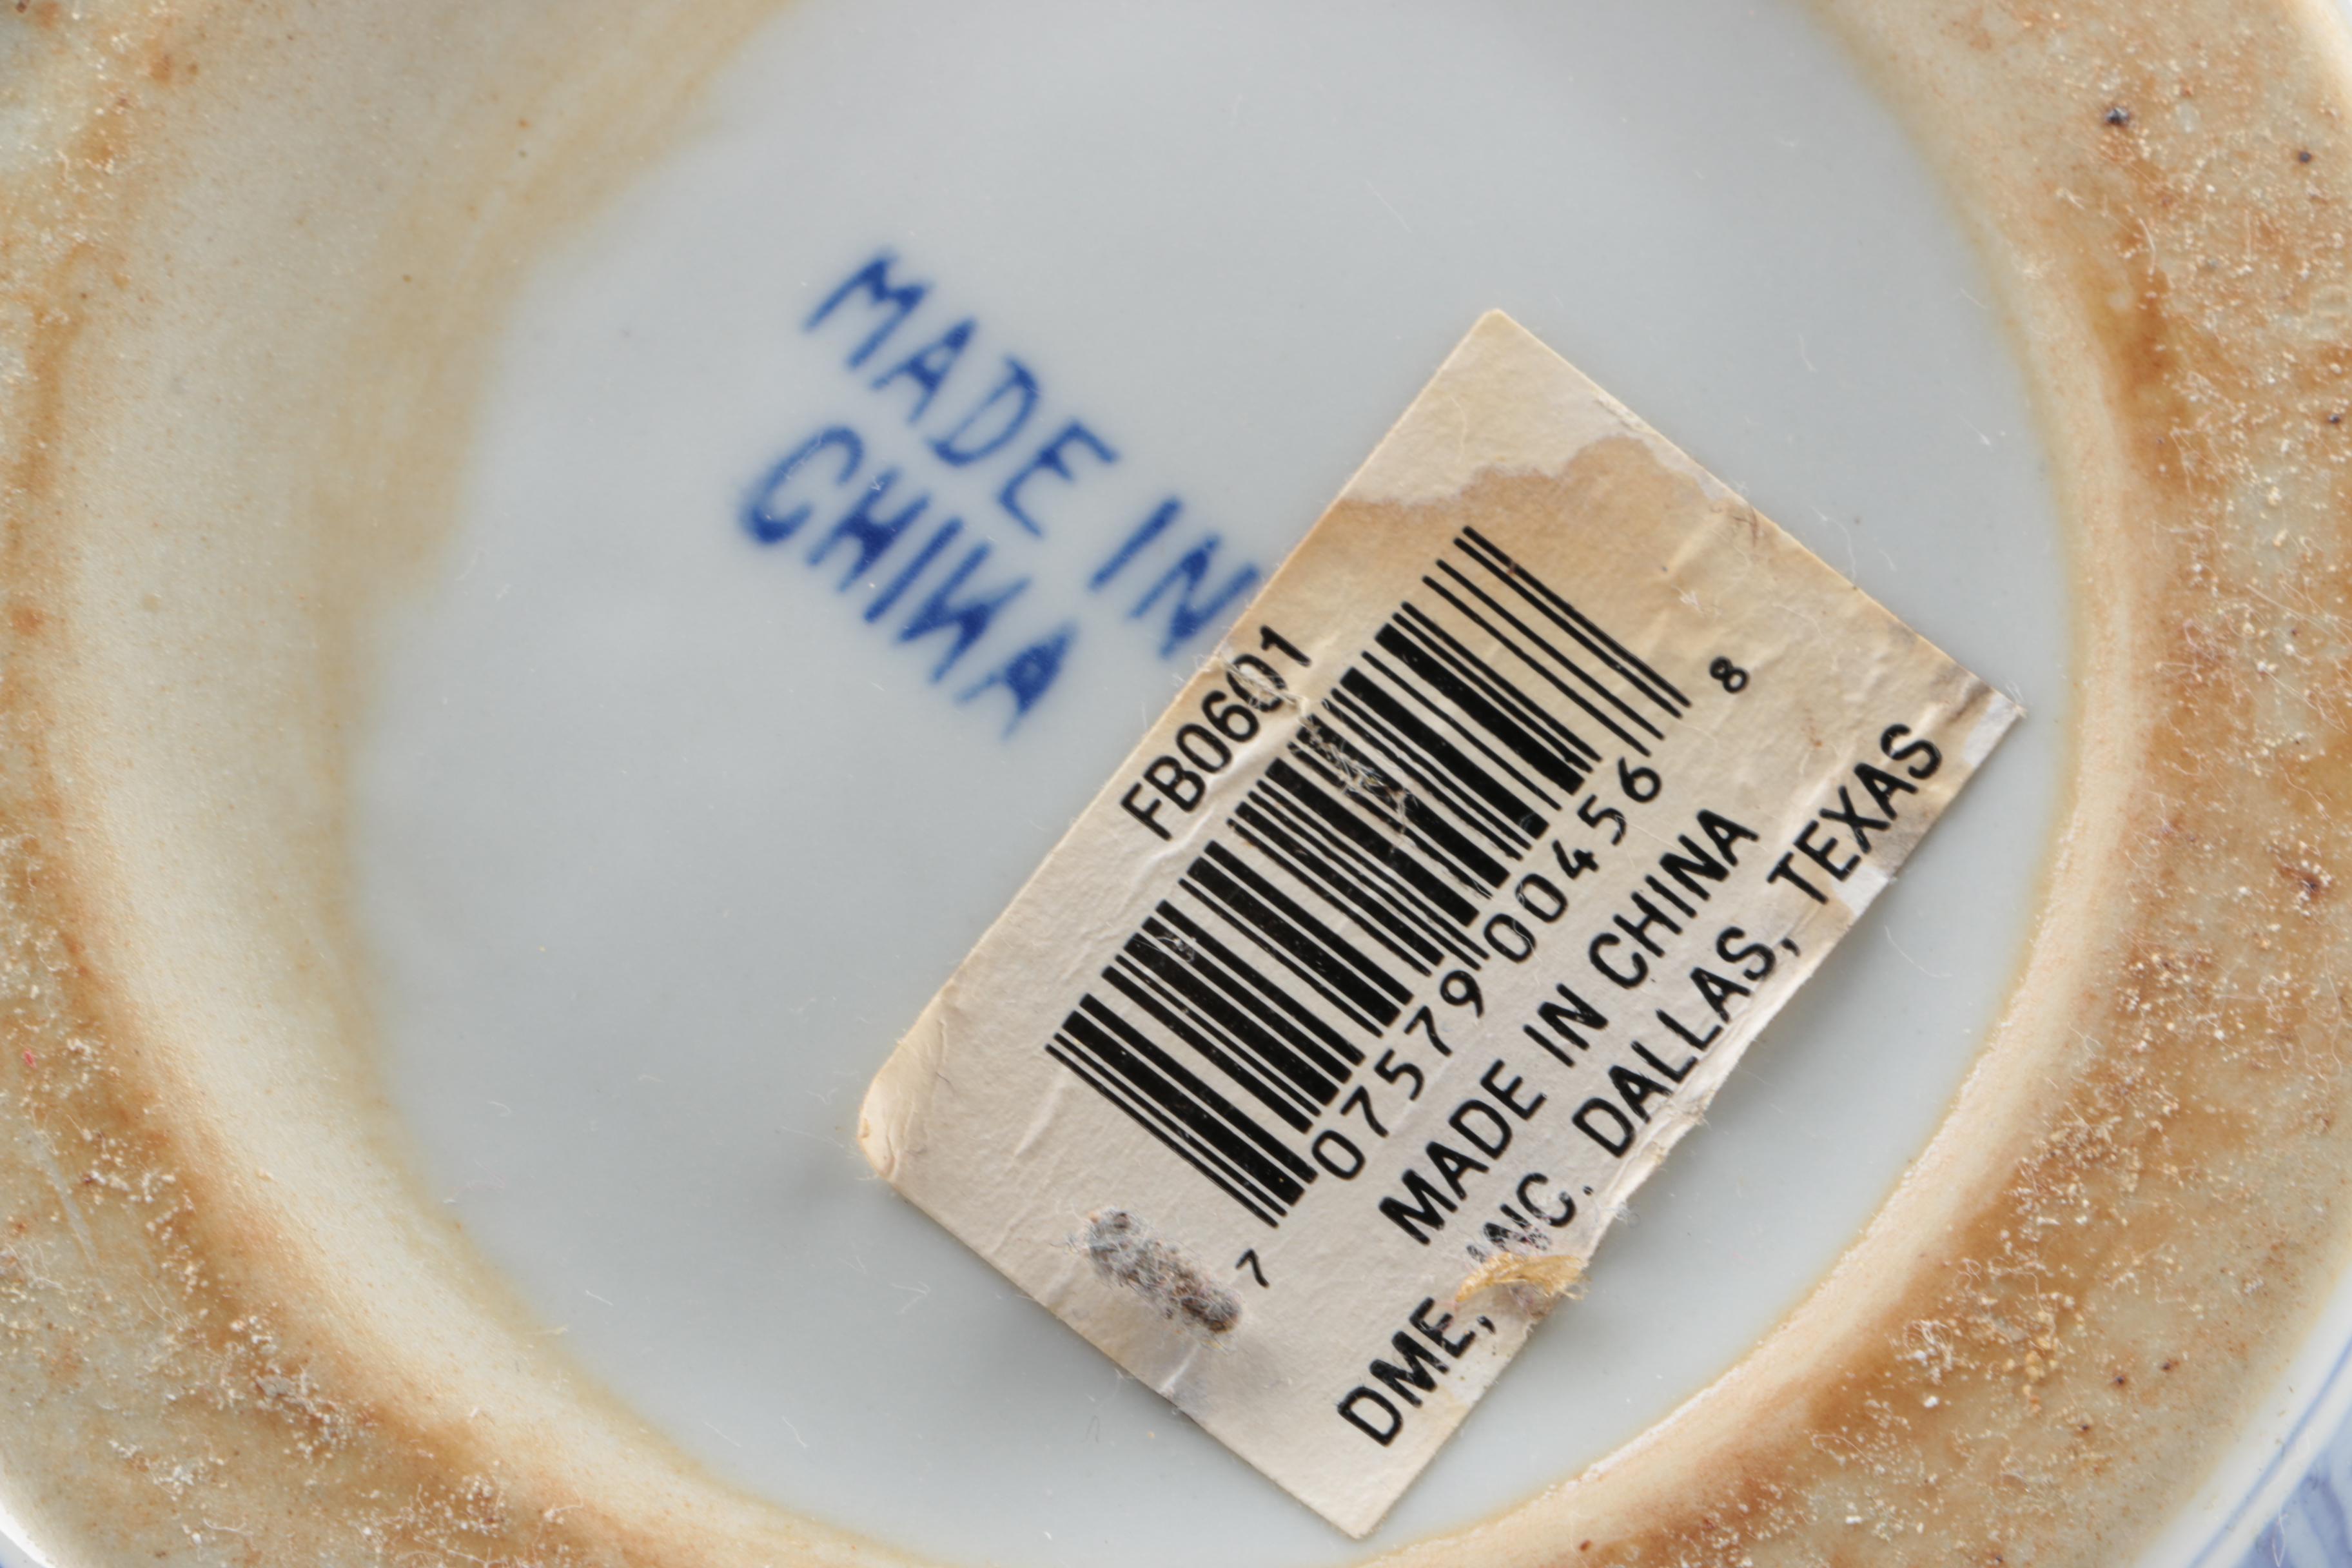 MADE IN
CHINA
FB0601
7 07579 00456 8
MADE IN CHINA
DME, INC. DALLAS, TEXAS